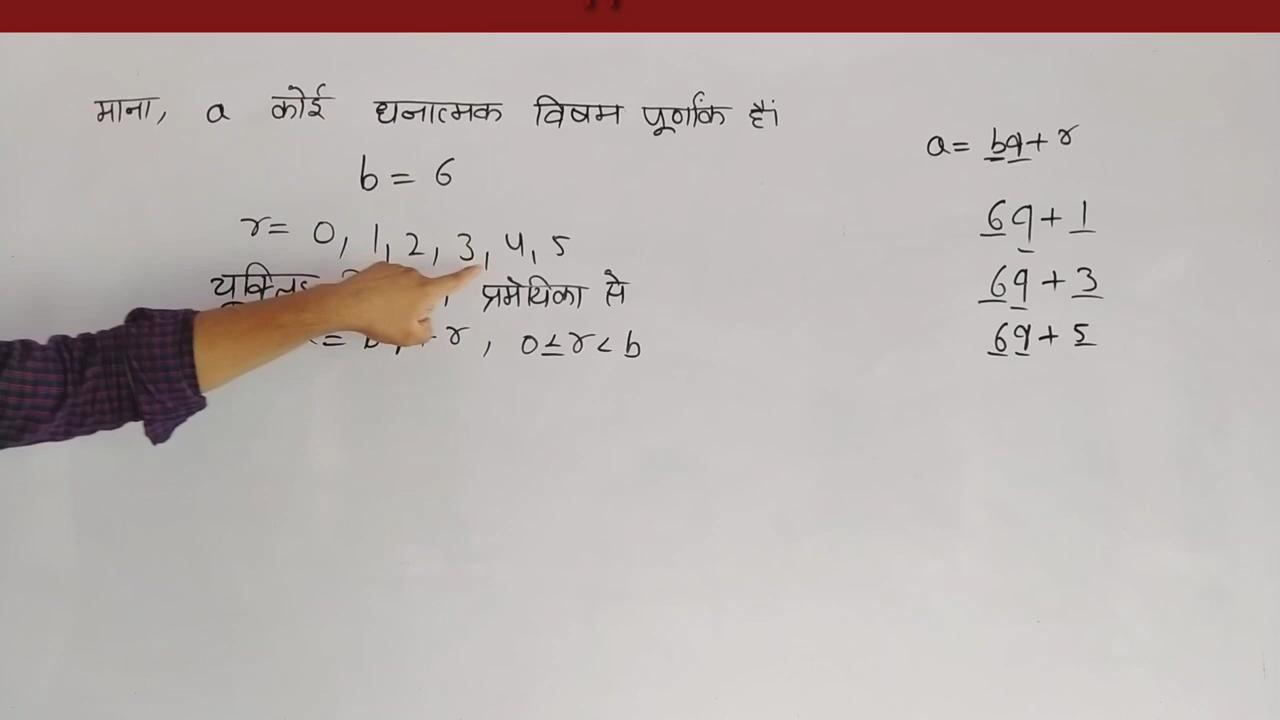 माना, a कोई धनात्मक विषम पूर्णांक हैं
b = 6
r= 0, 1, 2, 3, 4, 5
प्रमेयिका से
r , 0≤r<b
a= bq+ r
6q+ 1
6q + 3
6q + 5